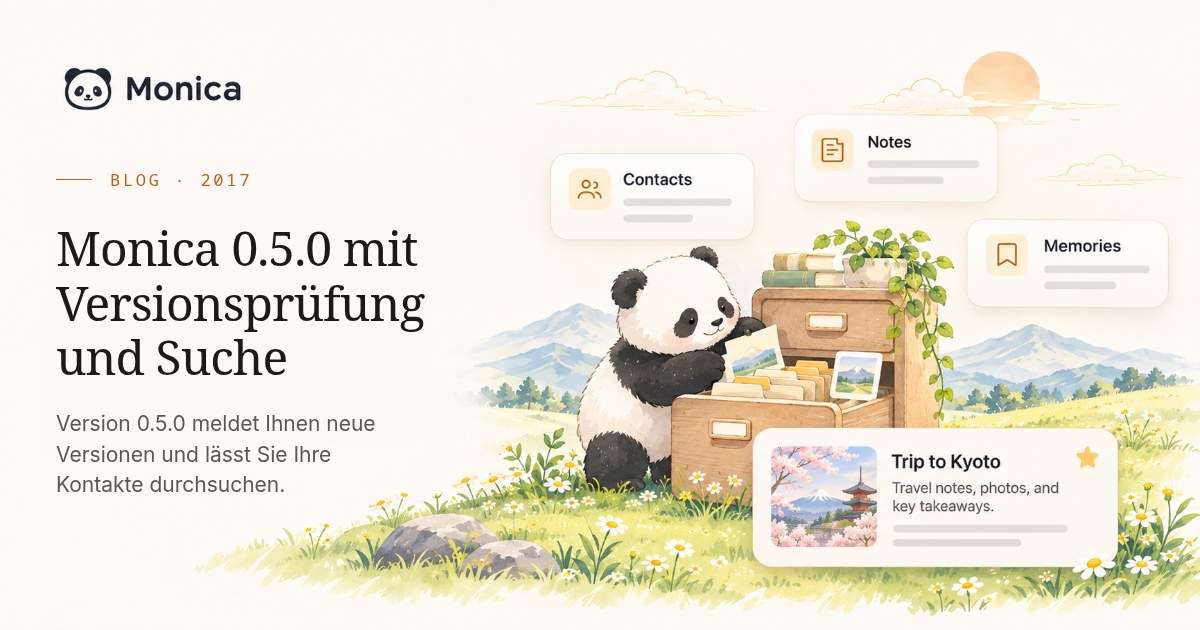 Monica
BLOG · 2017
Monica 0.5.0 mit
Versionsprüfung
und Suche
Version 0.5.0 meldet Ihnen neue
Versionen und lässt Sie Ihre
Kontakte durchsuchen.
Contacts
Notes
Memories
Trip to Kyoto
Travel notes, photos, and
key takeaways.